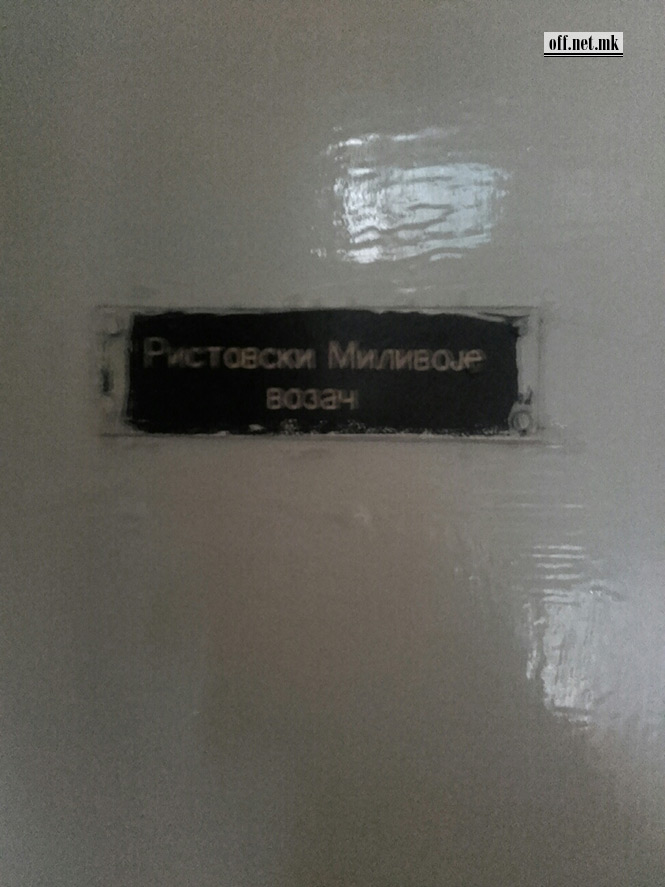 off.net.mk
Ристовски Миливоје
возач